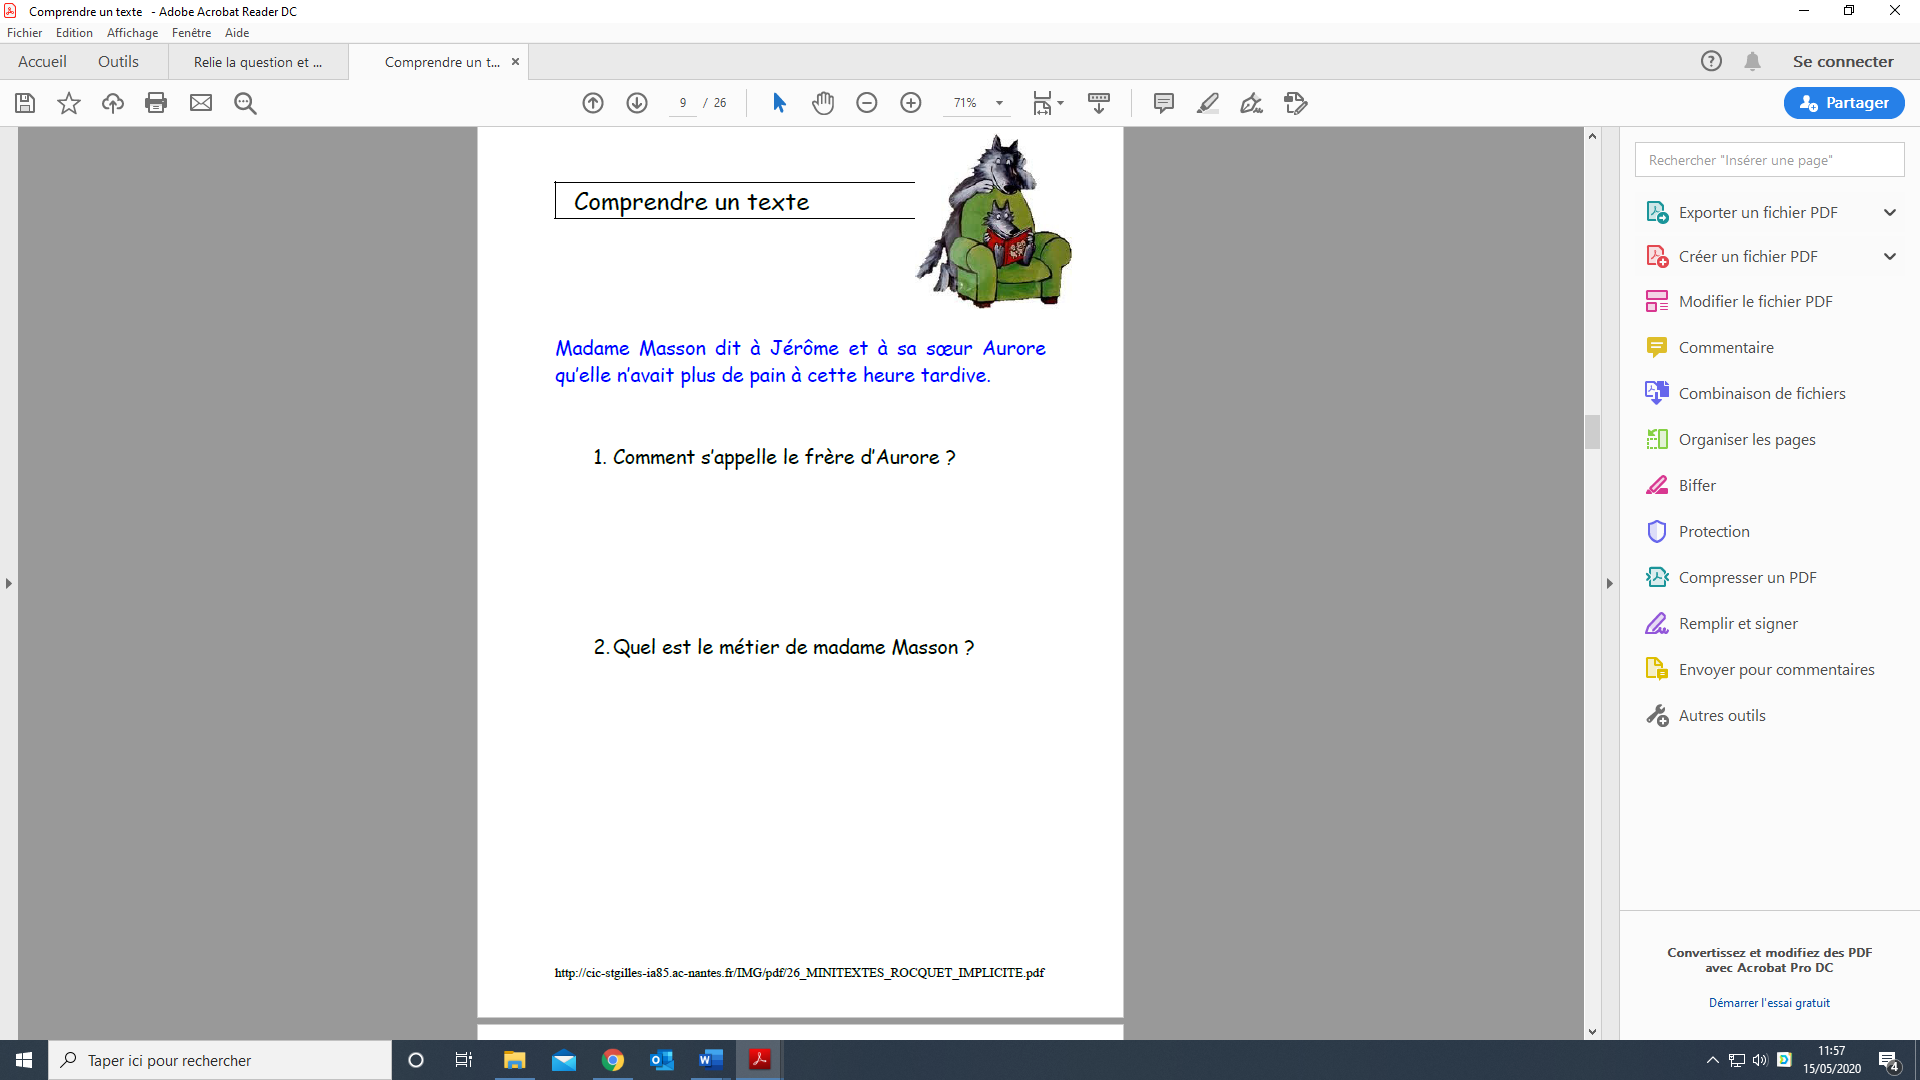 Comprendre un texte - Adobe Acrobat Reader DC
Fichier Edition Affichage Fenêtre Aide
Accueil Outils Relie la question et ... Comprendre un t... Se connecter
9 / 26 71% Partager
Comprendre un texte
Madame Masson dit à Jérôme et à sa sœur Aurore
qu'elle n'avait plus de pain à cette heure tardive.
1. Comment s'appelle le frère d'Aurore ?
2. Quel est le métier de madame Masson ?
http://cic-stgilles-ia85.ac-nantes.fr/IMG/pdf/26_MINITEXTES_ROCQUET_IMPLICITE.pdf
Rechercher "Insérer une page"
Exporter un fichier PDF
Créer un fichier PDF
Modifier le fichier PDF
Commentaire
Combinaison de fichiers
Organiser les pages
Biffer
Protection
Compresser un PDF
Remplir et signer
Envoyer pour commentaires
Autres outils
Convertissez et modifiez des PDF
avec Acrobat Pro DC
Démarrer l'essai gratuit
Taper ici pour rechercher
11:57
15/05/2020
4